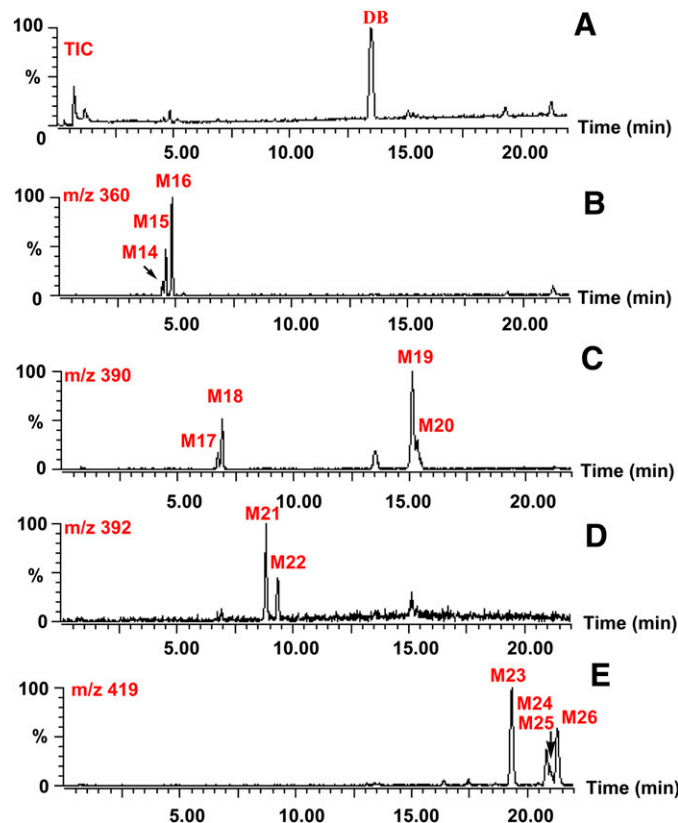 A
100
TIC
DB
%
0
Time (min)
5.00 10.00 15.00 20.00
B
M16
100
m/z 360
M15
M14
%
0
Time (min)
5.00 10.00 15.00 20.00
C
100
m/z 390
M19
M18
M20
M17
%
0
Time (min)
5.00 10.00 15.00 20.00
D
M21
100
m/z 392
M22
%
0
Time (min)
5.00 10.00 15.00 20.00
E
M23
100
m/z 419
M24
M25
M26
%
0
Time (min)
5.00 10.00 15.00 20.00